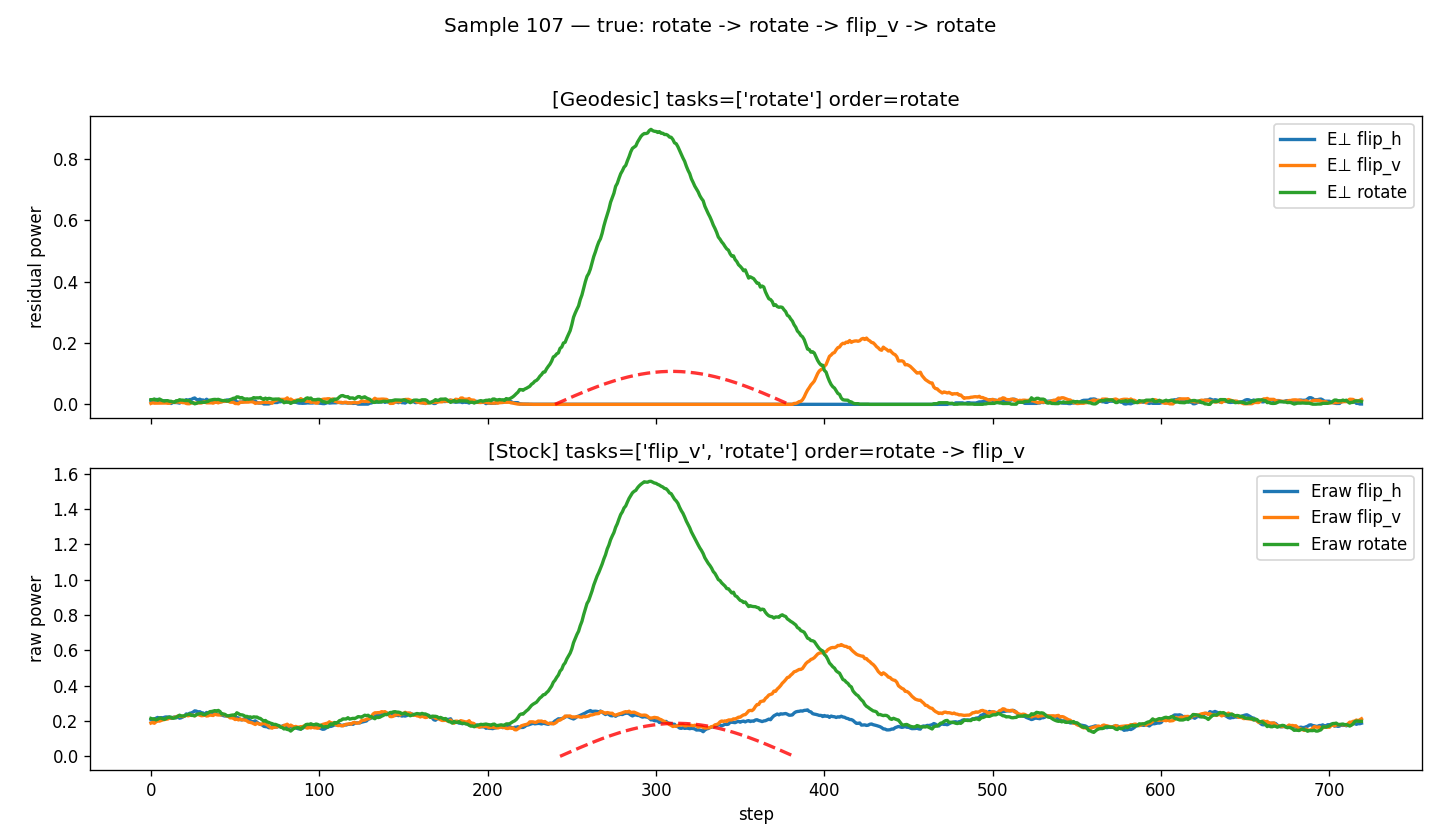 Sample 107 — true: rotate -> rotate -> flip_v -> rotate
[Geodesic] tasks=['rotate'] order=rotate
residual power
0.8
0.6
0.4
0.2
0.0
E⊥ flip_h
E⊥ flip_v
E⊥ rotate
[Stock] tasks=['flip_v', 'rotate'] order=rotate -> flip_v
raw power
1.6
1.4
1.2
1.0
0.8
0.6
0.4
0.2
0.0
Eraw flip_h
Eraw flip_v
Eraw rotate
0 100 200 300 400 500 600 700
step